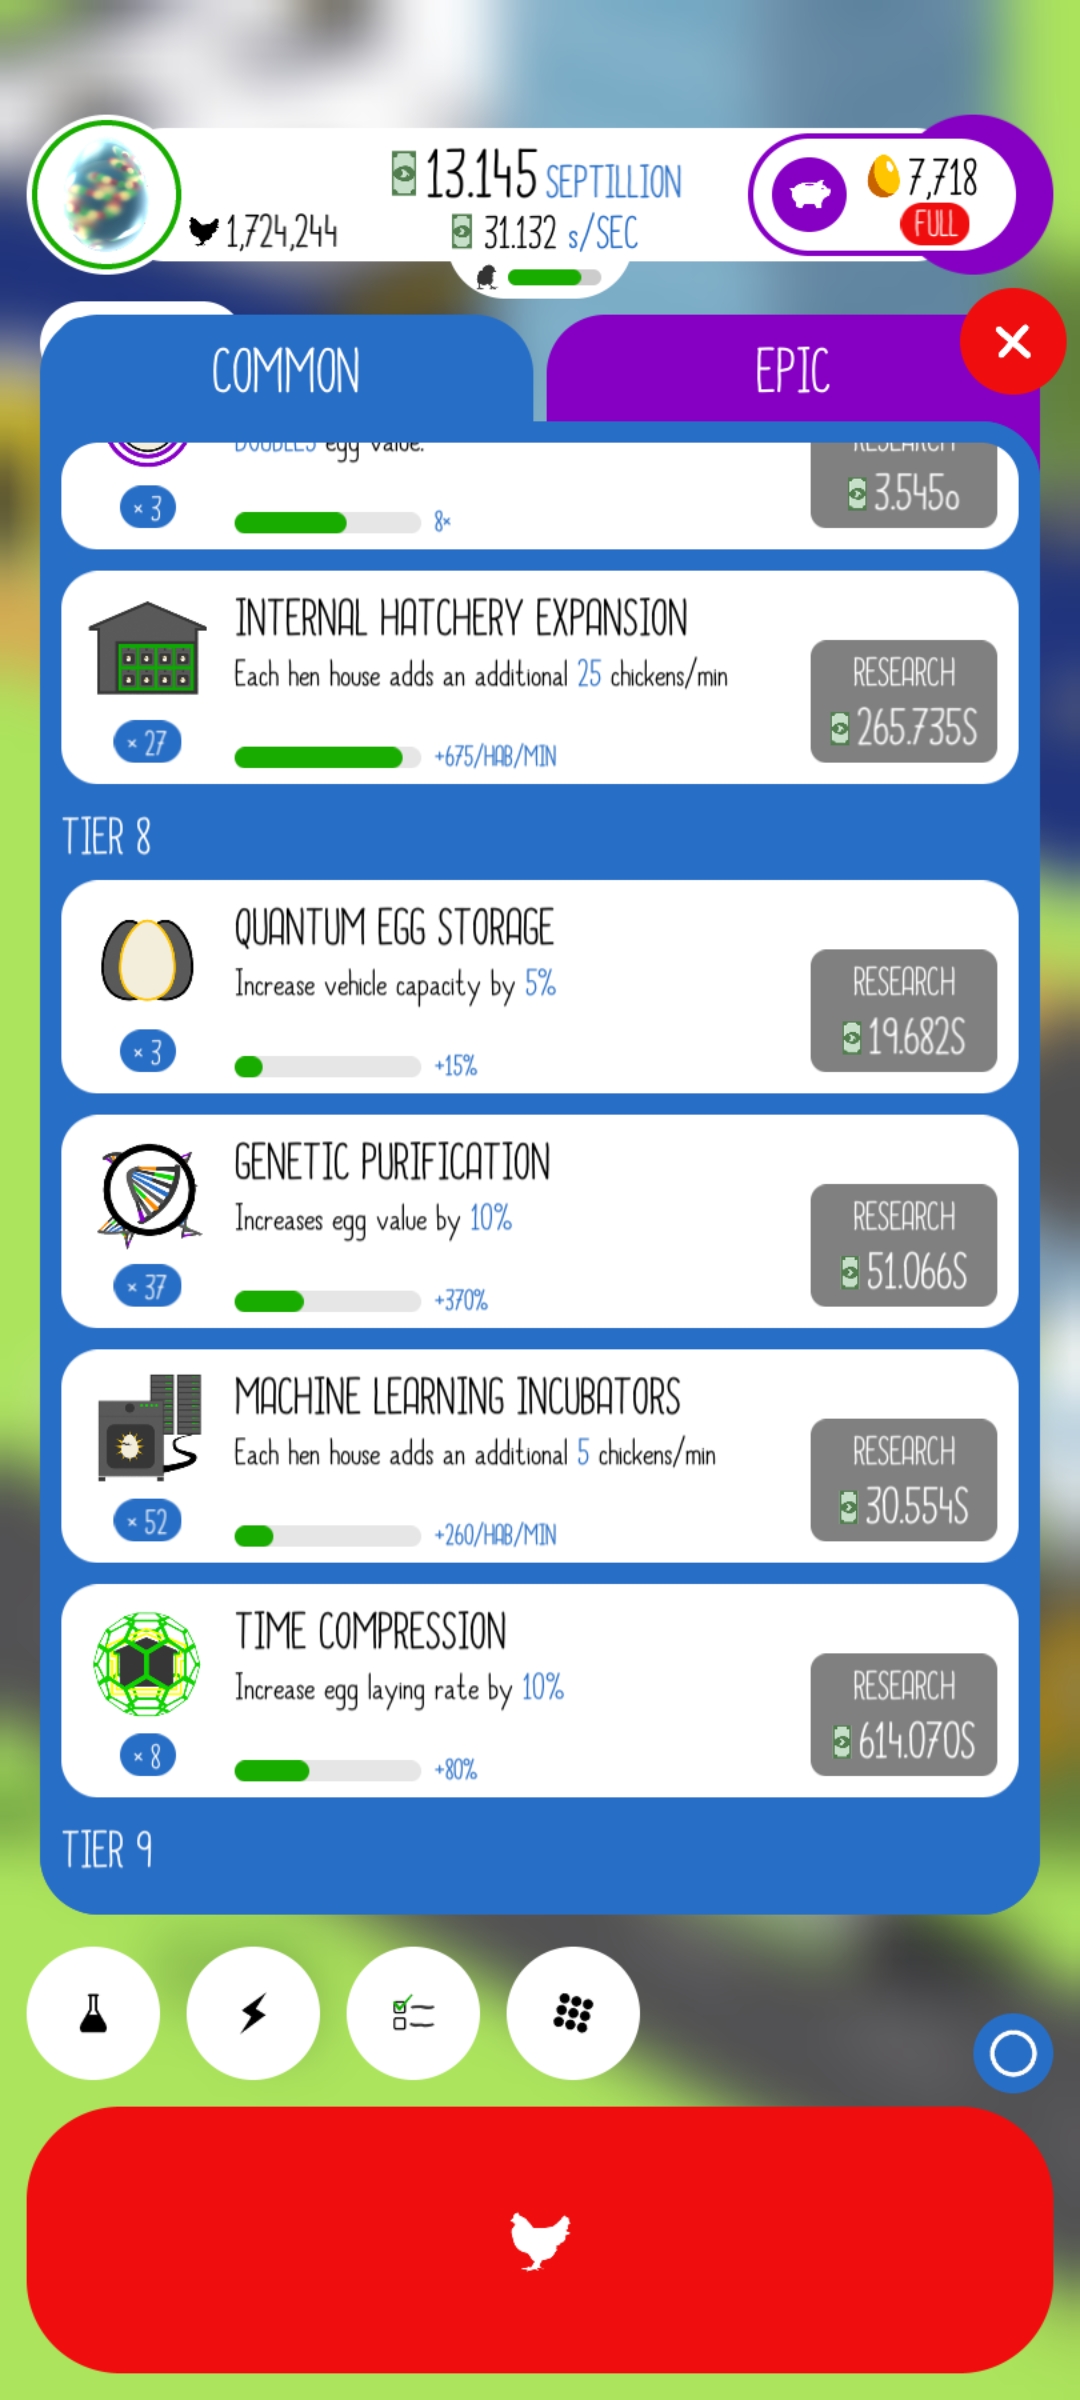 13.145 SEPTILLION
7,718
1,724,244
31.132 s/SEC
FULL
COMMON
EPIC
DOUBLES egg value.
RESEARCH
3.545o
× 3
8×
INTERNAL HATCHERY EXPANSION
Each hen house adds an additional 25 chickens/min
RESEARCH
265.735S
× 27
+675/HAB/MIN
TIER 8
QUANTUM EGG STORAGE
Increase vehicle capacity by 5%
RESEARCH
19.682S
× 3
+15%
GENETIC PURIFICATION
Increases egg value by 10%
RESEARCH
51.066S
× 37
+370%
MACHINE LEARNING INCUBATORS
Each hen house adds an additional 5 chickens/min
RESEARCH
30.554S
× 52
+260/HAB/MIN
TIME COMPRESSION
Increase egg laying rate by 10%
RESEARCH
614.070S
× 8
+80%
TIER 9